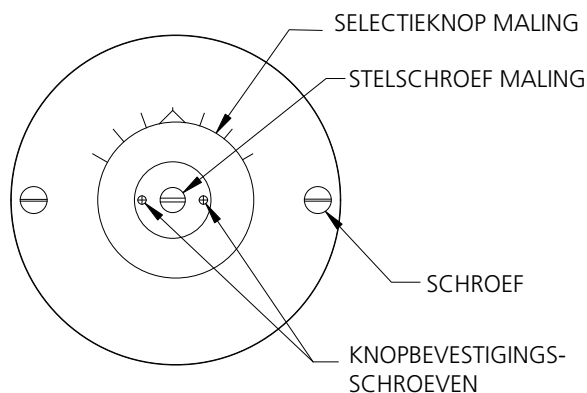 SELECTIEKNOP MALING
STELSCHROEF MALING
SCHROEF
KNOPBEVESTIGINGS-
SCHROEVEN